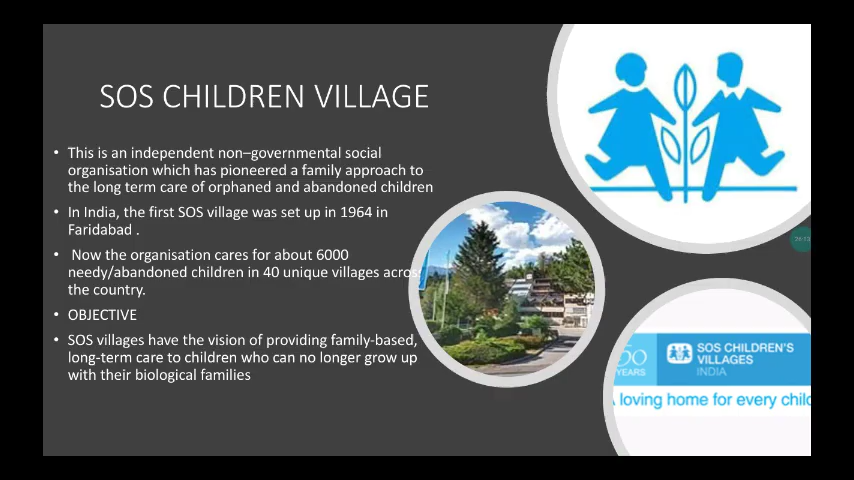 SOS CHILDREN VILLAGE
• This is an independent non–governmental social
organisation which has pioneered a family approach to
the long term care of orphaned and abandoned children
• In India, the first SOS village was set up in 1964 in
Faridabad .
• Now the organisation cares for about 6000
needy/abandoned children in 40 unique villages across
the country.
• OBJECTIVE
• SOS villages have the vision of providing family-based,
long-term care to children who can no longer grow up
with their biological families
50
YEARS
SOS CHILDREN'S
VILLAGES
INDIA
loving home for every chil